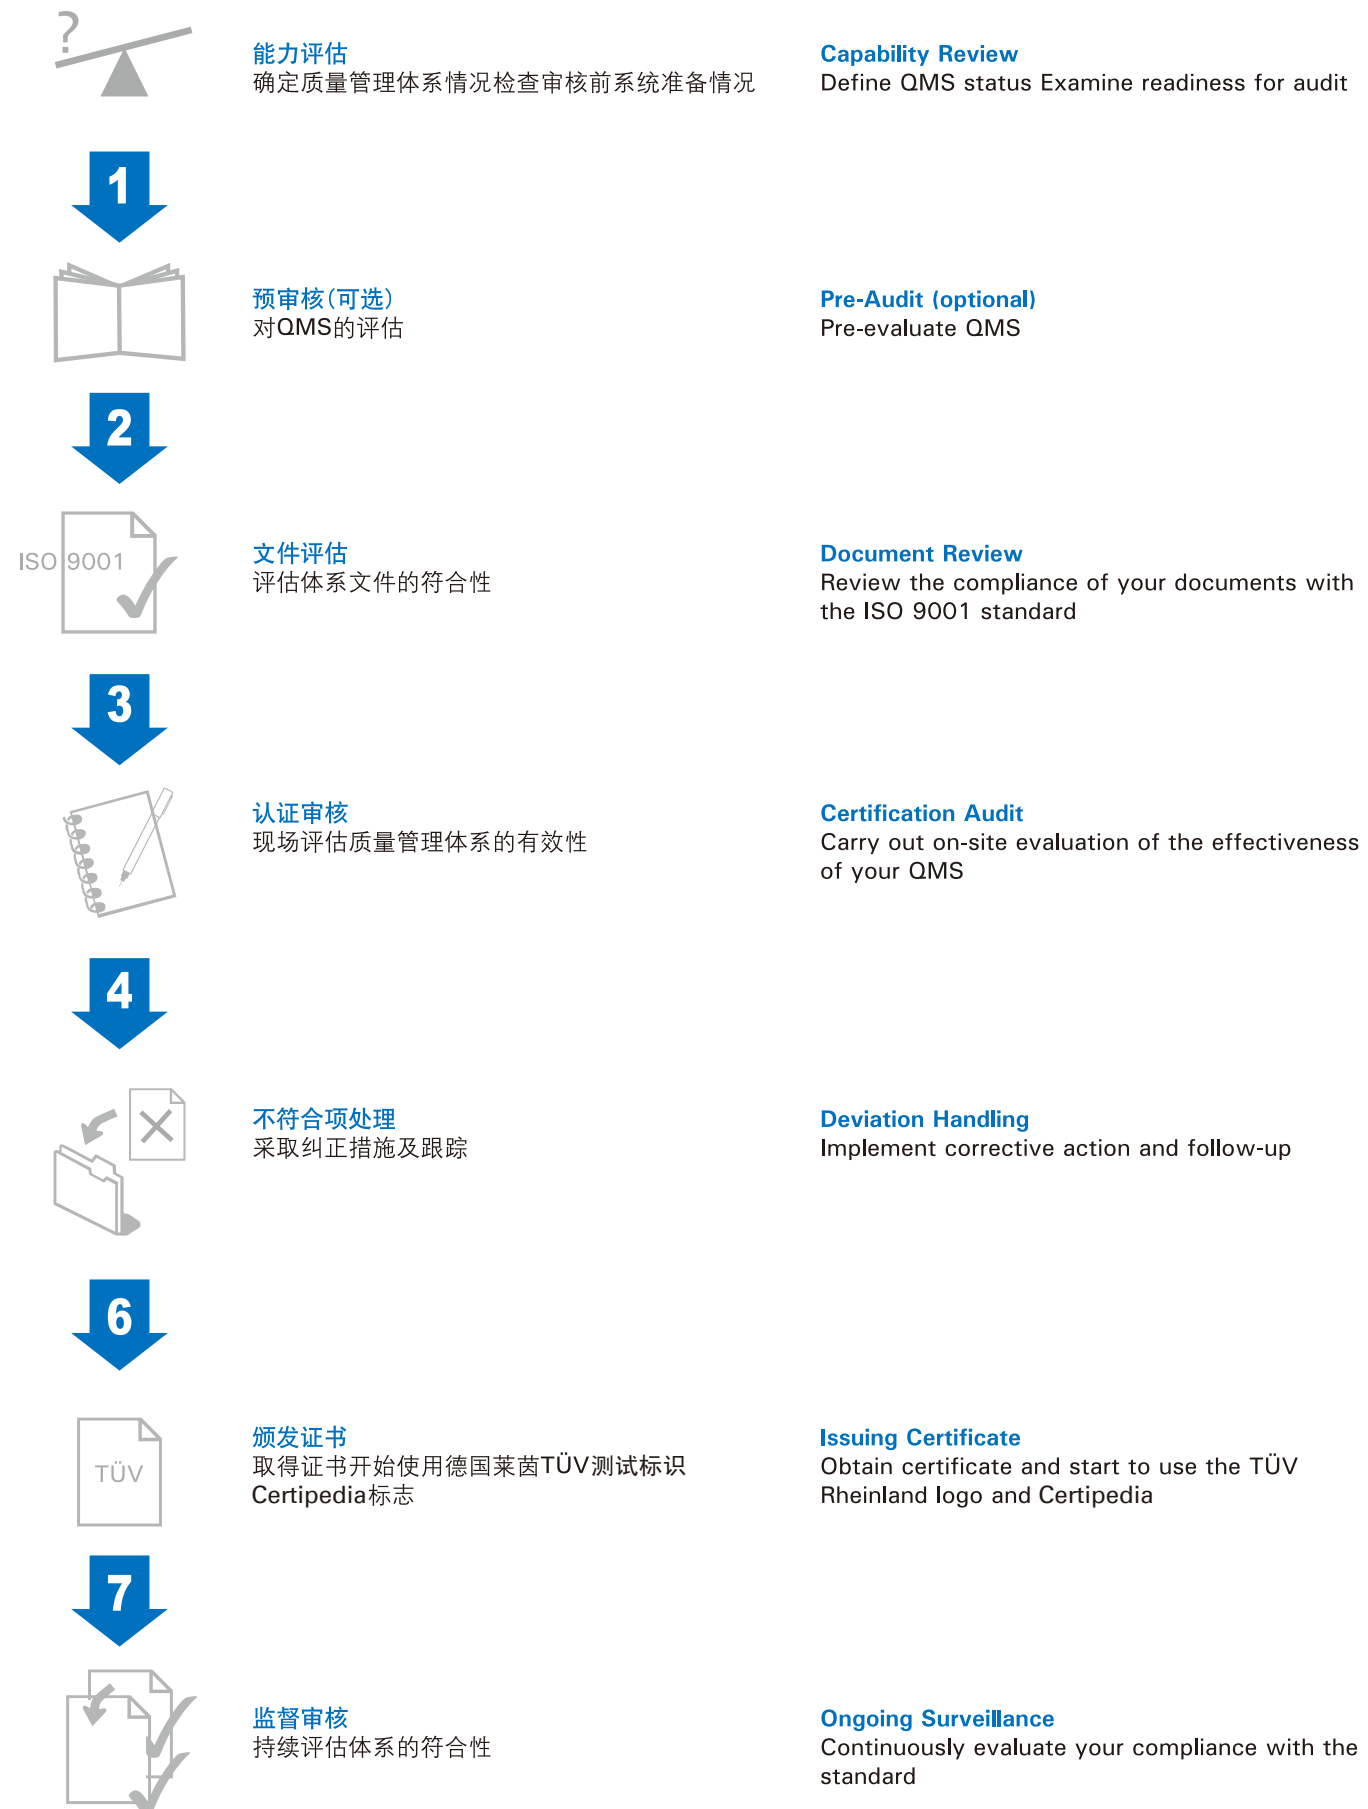 ?
能力评估
确定质量管理体系情况检查审核前系统准备情况
Capability Review
Define QMS status Examine readiness for audit
1
预审核(可选)
对QMS的评估
Pre-Audit (optional)
Pre-evaluate QMS
2
ISO 9001
文件评估
评估体系文件的符合性
Document Review
Review the compliance of your documents with
the ISO 9001 standard
3
认证审核
现场评估质量管理体系的有效性
Certification Audit
Carry out on-site evaluation of the effectiveness
of your QMS
4
不符合项处理
采取纠正措施及跟踪
Deviation Handling
Implement corrective action and follow-up
6
TÜV
颁发证书
取得证书开始使用德国莱茵TÜV测试标识
Certipedia标志
Issuing Certificate
Obtain certificate and start to use the TÜV
Rheinland logo and Certipedia
7
监督审核
持续评估体系的符合性
Ongoing Surveillance
Continuously evaluate your compliance with the
standard